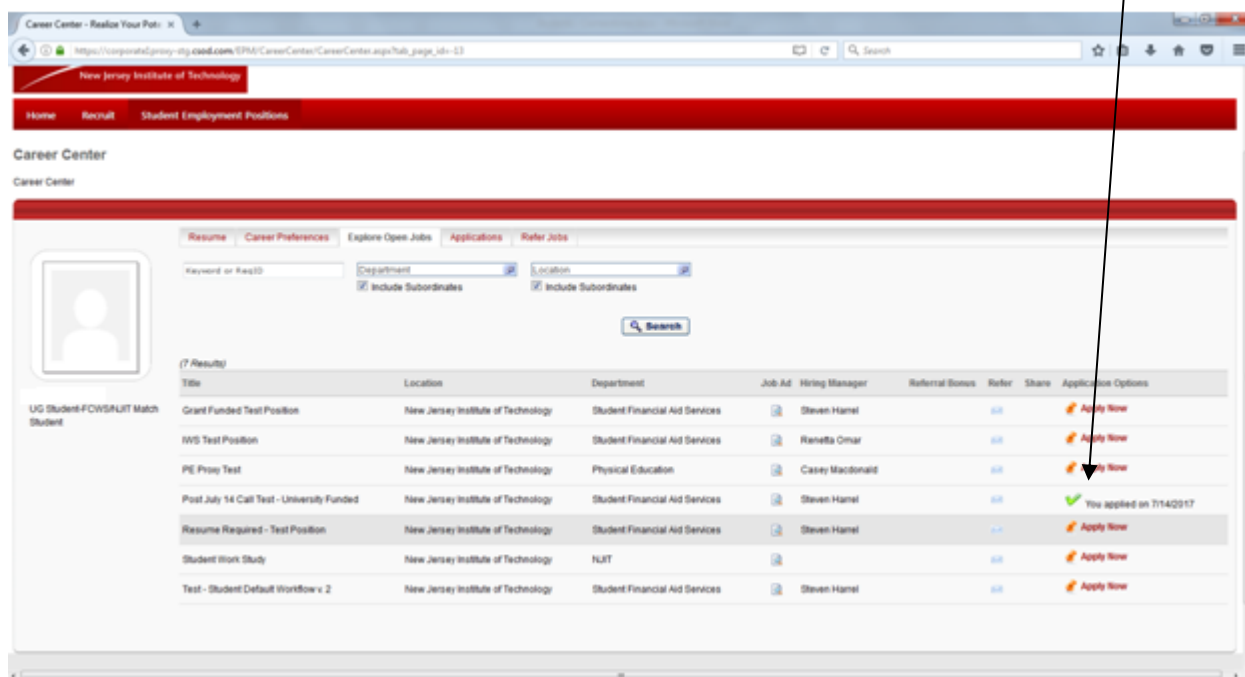 Career Center - Realize Your Pote
https://corporate1proxy-stg.csod.com/EPM/CareerCenter/CareerCenter.aspx?tab_page_id=-13
Search
New Jersey Institute of Technology
Home Recruit Student Employment Positions
Career Center
Career Center
Resume Career Preferences Explore Open Jobs Applications Refer Jobs
Keyword or ReqID Department Location
Include Subordinates Include Subordinates
Search
(7 Results)
Title Location Department Job Ad Hiring Manager Referral Bonus Refer Share Application Options
UG Student-FCWS/NJIT Match
Student
Grant Funded Test Position New Jersey Institute of Technology Student Financial Aid Services Steven Harrel Apply Now
IWS Test Position New Jersey Institute of Technology Student Financial Aid Services Renetta Omar Apply Now
PE Proxy Test New Jersey Institute of Technology Physical Education Casey Macdonald Apply Now
Post July 14 Call Test - University Funded New Jersey Institute of Technology Student Financial Aid Services Steven Harrel You applied on 7/14/2017
Resume Required - Test Position New Jersey Institute of Technology Student Financial Aid Services Steven Harrel Apply Now
Student Work Study New Jersey Institute of Technology NJIT Apply Now
Test - Student Default Workflow v. 2 New Jersey Institute of Technology Student Financial Aid Services Steven Harrel Apply Now